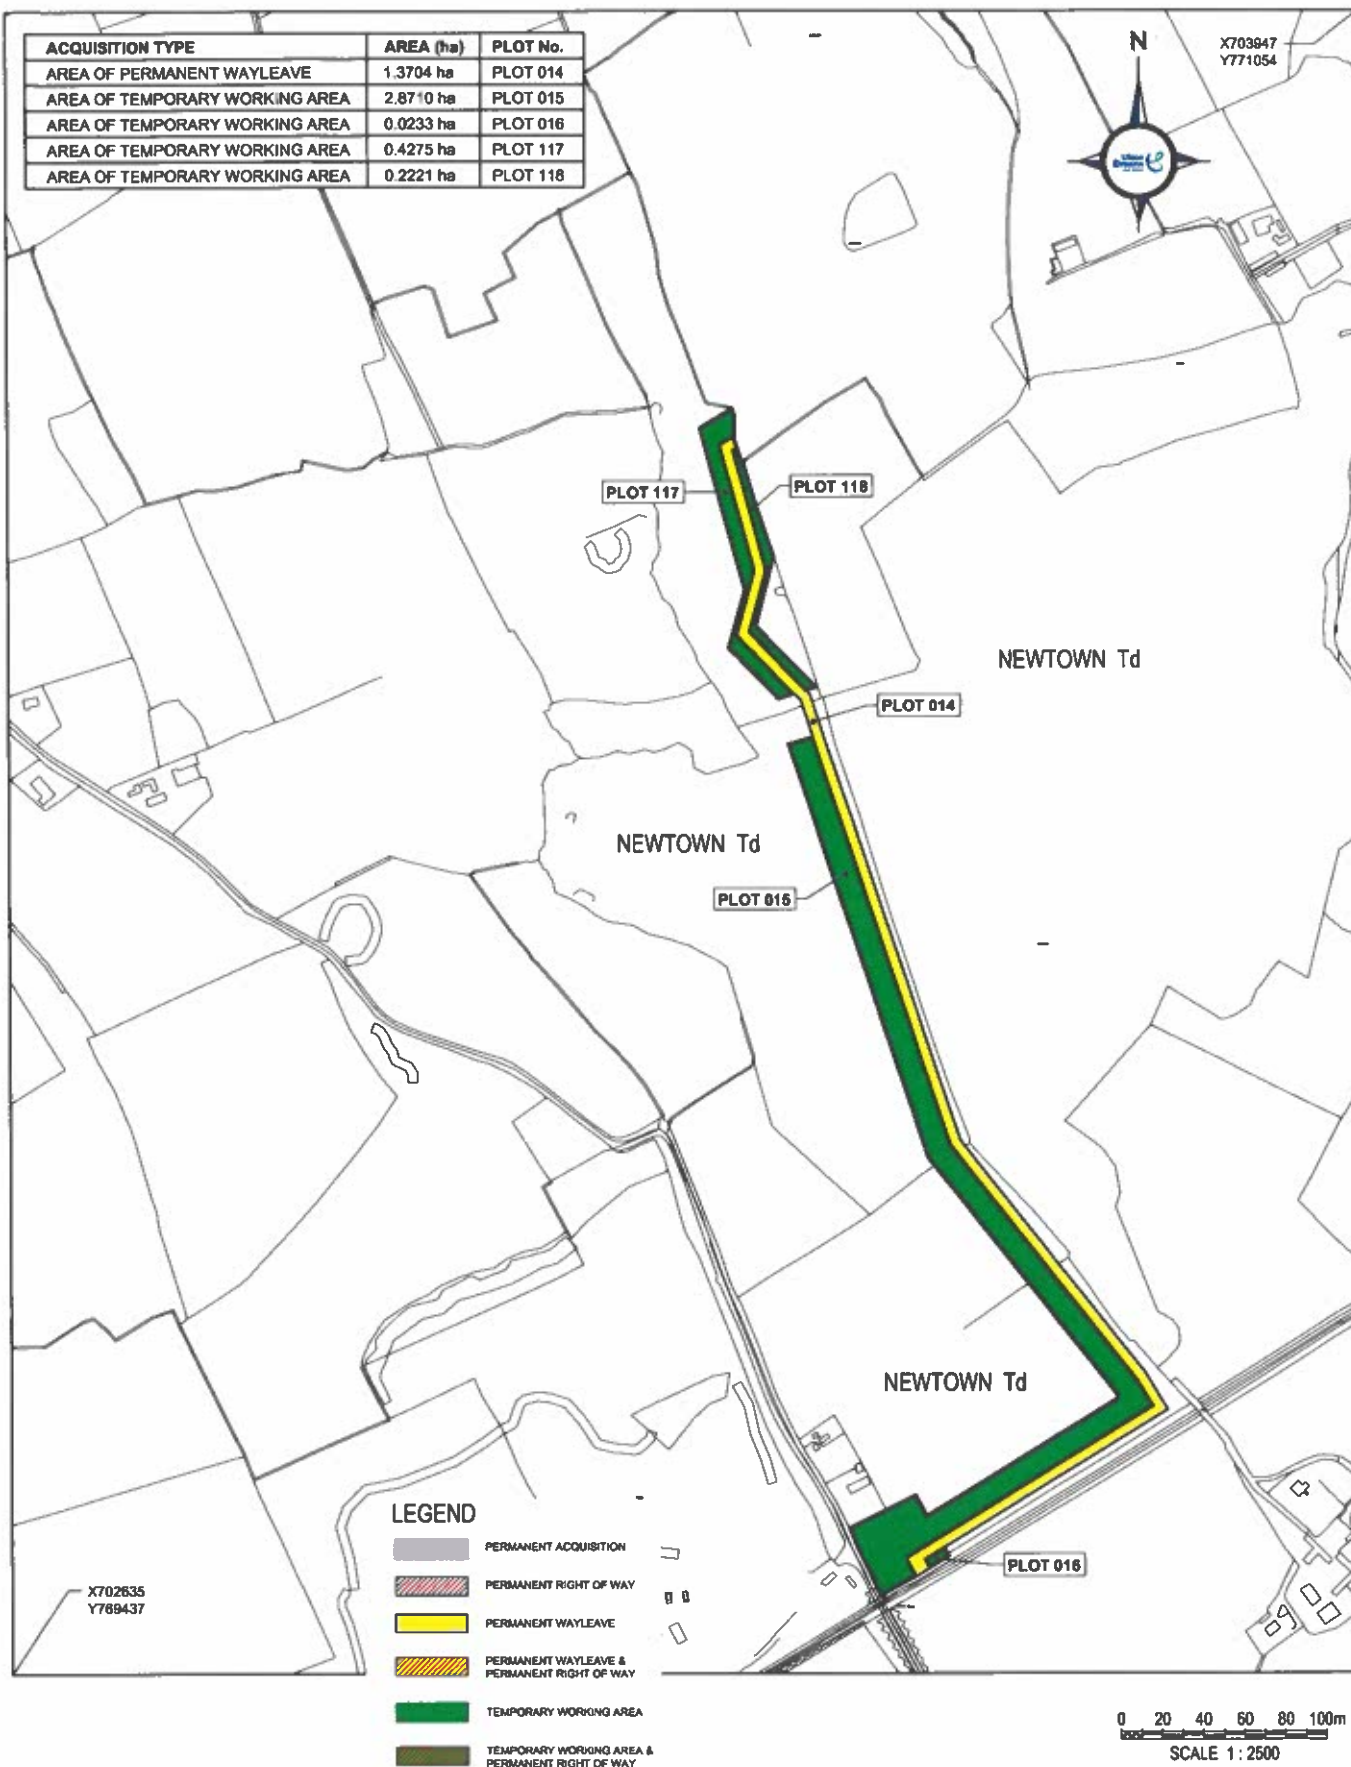 ACQUISITION TYPE AREA (ha) PLOT No.
AREA OF PERMANENT WAYLEAVE 1.3704 ha PLOT 014
AREA OF TEMPORARY WORKING AREA 2.8710 ha PLOT 015
AREA OF TEMPORARY WORKING AREA 0.0233 ha PLOT 016
AREA OF TEMPORARY WORKING AREA 0.4275 ha PLOT 117
AREA OF TEMPORARY WORKING AREA 0.2221 ha PLOT 118
N
X703947
Y771054
PLOT 117
PLOT 118
NEWTOWN Td
PLOT 014
NEWTOWN Td
PLOT 015
NEWTOWN Td
PLOT 016
LEGEND
PERMANENT ACQUISITION
PERMANENT RIGHT OF WAY
PERMANENT WAYLEAVE
PERMANENT WAYLEAVE &
PERMANENT RIGHT OF WAY
TEMPORARY WORKING AREA
TEMPORARY WORKING AREA &
PERMANENT RIGHT OF WAY
X702635
Y769437
0 20 40 60 80 100m
SCALE 1 : 2500